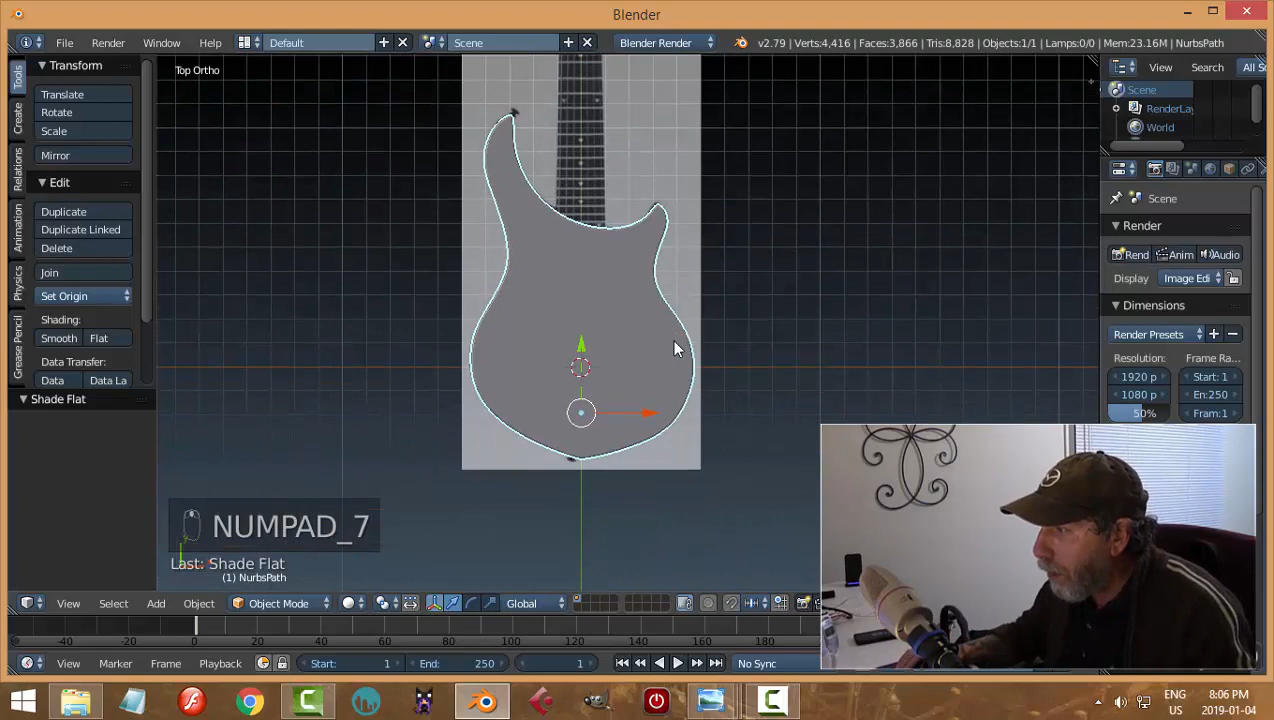 Blender
File Render Window Help Default Scene Blender Render v2.79 | Verts:4,416 | Faces:3,866 | Tris:8,828 | Objects:1/1 | Lamps:0/0 | Mem:23.16M | NurbsPath
Top Ortho
Tools
Create
Relations
Animation
Physics
Grease Pencil
Transform
Translate
Rotate
Scale
Mirror
Edit
Duplicate
Duplicate Linked
Delete
Join
Set Origin
Shading:
Smooth Flat
Data Transfer:
Data Data La
Shade Flat
NUMPAD_7
Last: Shade Flat
(1) NurbsPath
View Search All S
Scene
RenderLay
World
Scene
Render
Rend Anim Audio
Display Image Edi
Dimensions
Render Presets
Resolution: Frame Ra...
1920 p Start: 1
1080 p En:250
50% Fram:1
View Select Add Object Object Mode Global
-40 -20 0 20 40 60 80 100 120 140 160 180
View Marker Frame Playback Start: 1 End: 250 1 No Sync
ENG 8:06 PM
US 2019-01-04